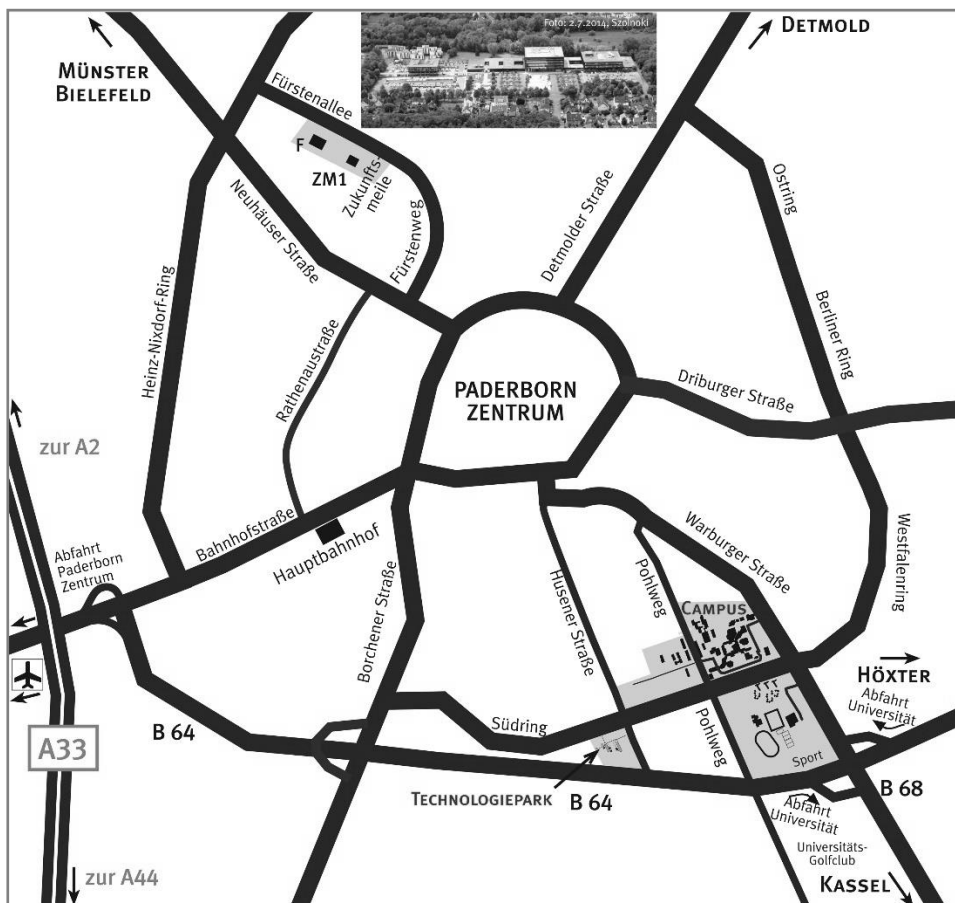 Foto: 2.7.2014, Szolnoki
DETMOLD
MÜNSTER
BIELEFELD
Fürstenallee
F
ZM1
Zukunfts-
meile
Neuhäuser Straße
Fürstenweg
Detmolder Straße
Ostring
Heinz-Nixdorf-Ring
Rathenaustraße
Berliner Ring
PADERBORN
ZENTRUM
Driburger Straße
zur A2
Abfahrt
Paderborn
Zentrum
Bahnhofstraße
Hauptbahnhof
Borchener Straße
Husener Straße
Pohlweg
Warburger Straße
Westfalenring
CAMPUS
HÖXTER
Abfahrt
Universität
A33
B 64
Südring
Pohlweg
Sport
TECHNOLOGIEPARK
B 64
B 68
Abfahrt
Universität
Universitäts-
Golfclub
zur A44
KASSEL